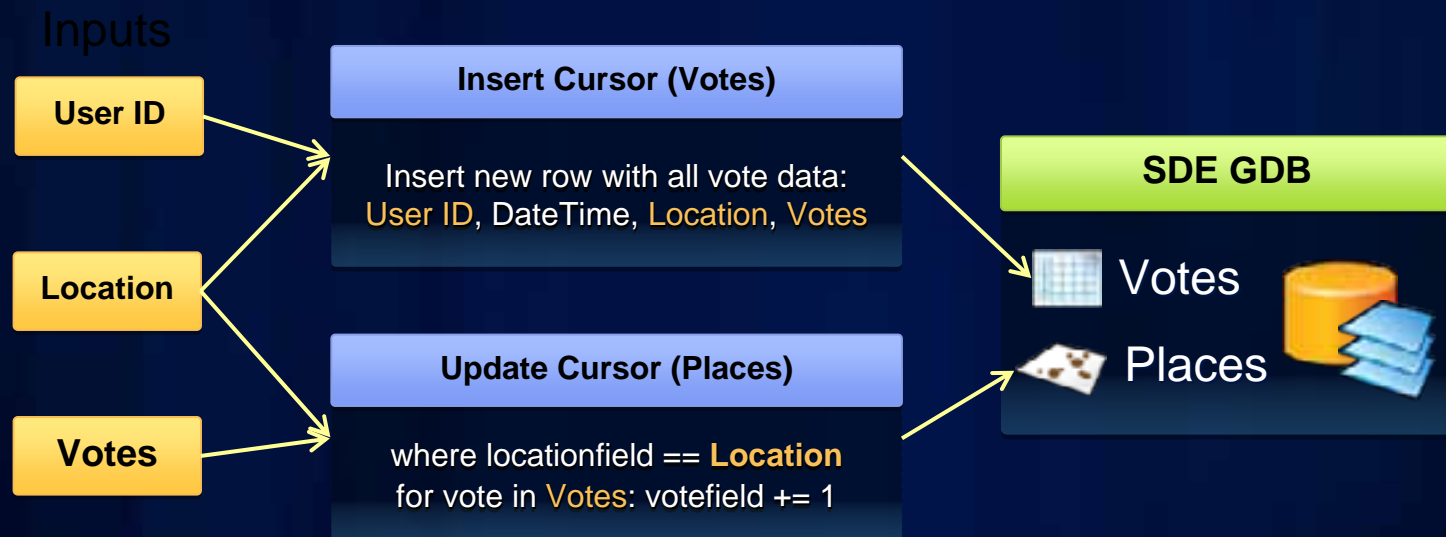 Inputs
User ID
Location
Votes
Insert Cursor (Votes)
Insert new row with all vote data:
User ID, DateTime, Location, Votes
Update Cursor (Places)
where locationfield == Location
for vote in Votes: votefield += 1
SDE GDB
Votes
Places